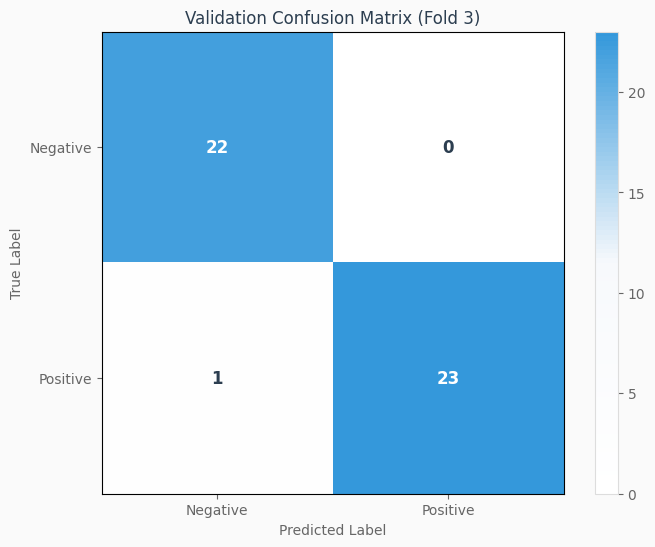 Validation Confusion Matrix (Fold 3)
True Label
Negative
22
0
Positive
1
23
Negative
Positive
Predicted Label
20
15
10
5
0